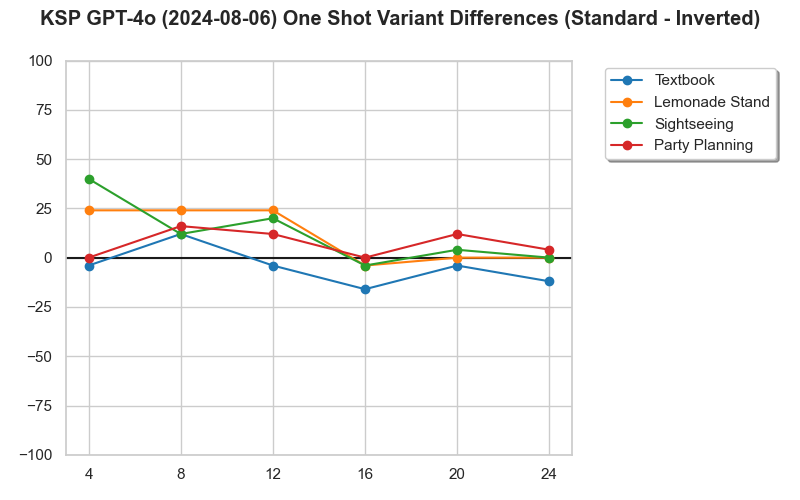 KSP GPT-4o (2024-08-06) One Shot Variant Differences (Standard - Inverted)
100
75
50
25
0
−25
−50
−75
−100
4 8 12 16 20 24
Textbook
Lemonade Stand
Sightseeing
Party Planning